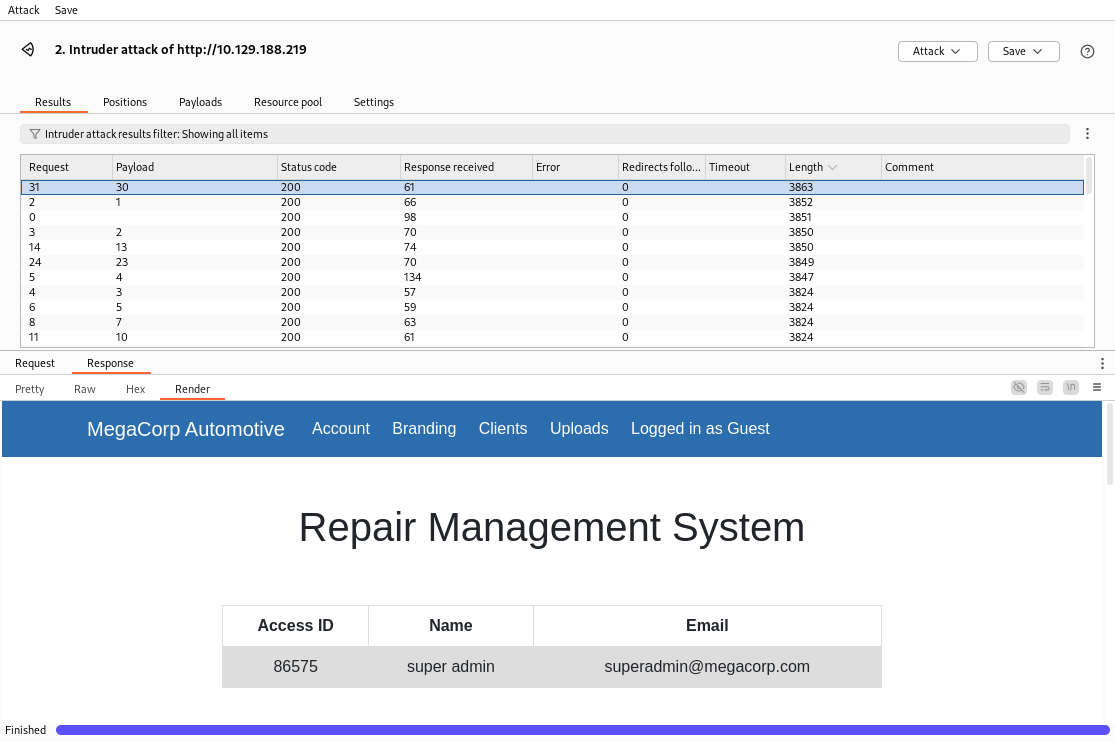 Attack Save
2. Intruder attack of http://10.129.188.219
Attack Save ?
Results Positions Payloads Resource pool Settings
Intruder attack results filter: Showing all items
Request Payload Status code Response received Error Redirects follo... Timeout Length Comment
31 30 200 61 0 3863
2 1 200 66 0 3852
0 200 98 0 3851
3 2 200 70 0 3850
14 13 200 74 0 3850
24 23 200 70 0 3849
5 4 200 134 0 3847
4 3 200 57 0 3824
6 5 200 59 0 3824
8 7 200 63 0 3824
11 10 200 61 0 3824
Request Response
Pretty Raw Hex Render \n
MegaCorp Automotive Account Branding Clients Uploads Logged in as Guest
Repair Management System
Access ID Name Email
86575 super admin superadmin@megacorp.com
Finished